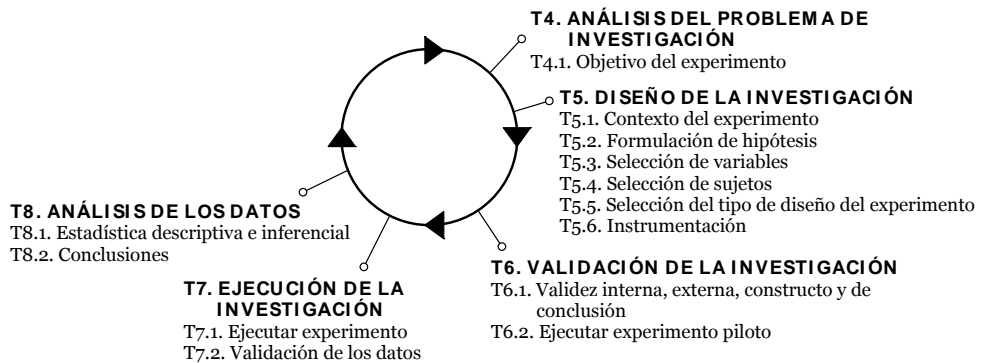 T4. ANÁLISIS DEL PROBLEMA DE
INVESTIGACIÓN
T4.1. Objetivo del experimento
T5. DISEÑO DE LA INVESTIGACIÓN
T5.1. Contexto del experimento
T5.2. Formulación de hipótesis
T5.3. Selección de variables
T5.4. Selección de sujetos
T5.5. Selección del tipo de diseño del experimento
T5.6. Instrumentación
T6. VALIDACIÓN DE LA INVESTIGACIÓN
T6.1. Validez interna, externa, constructo y de
conclusión
T6.2. Ejecutar experimento piloto
T7. EJECUCIÓN DE LA
INVESTIGACIÓN
T7.1. Ejecutar experimento
T7.2. Validación de los datos
T8. ANÁLISIS DE LOS DATOS
T8.1. Estadística descriptiva e inferencial
T8.2. Conclusiones